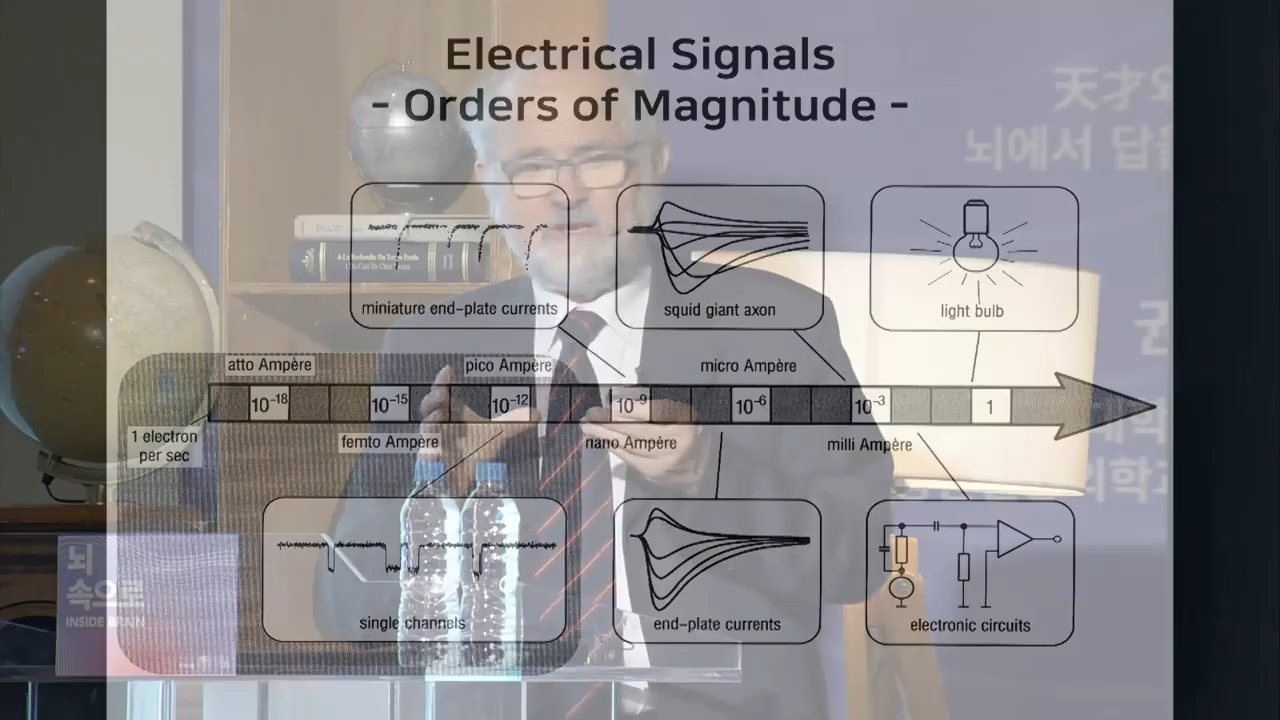 Electrical Signals
- Orders of Magnitude -
天才의
뇌에서 답을
miniature end-plate currents
squid giant axon
light bulb
atto Ampère
pico Ampère
micro Ampère
10-18
10-15
10-12
10-9
10-6
10-3
1
1 electron
per sec
femto Ampère
nano Ampère
milli Ampère
single channels
end-plate currents
electronic circuits
뇌
속으로
INSIDE BRAIN